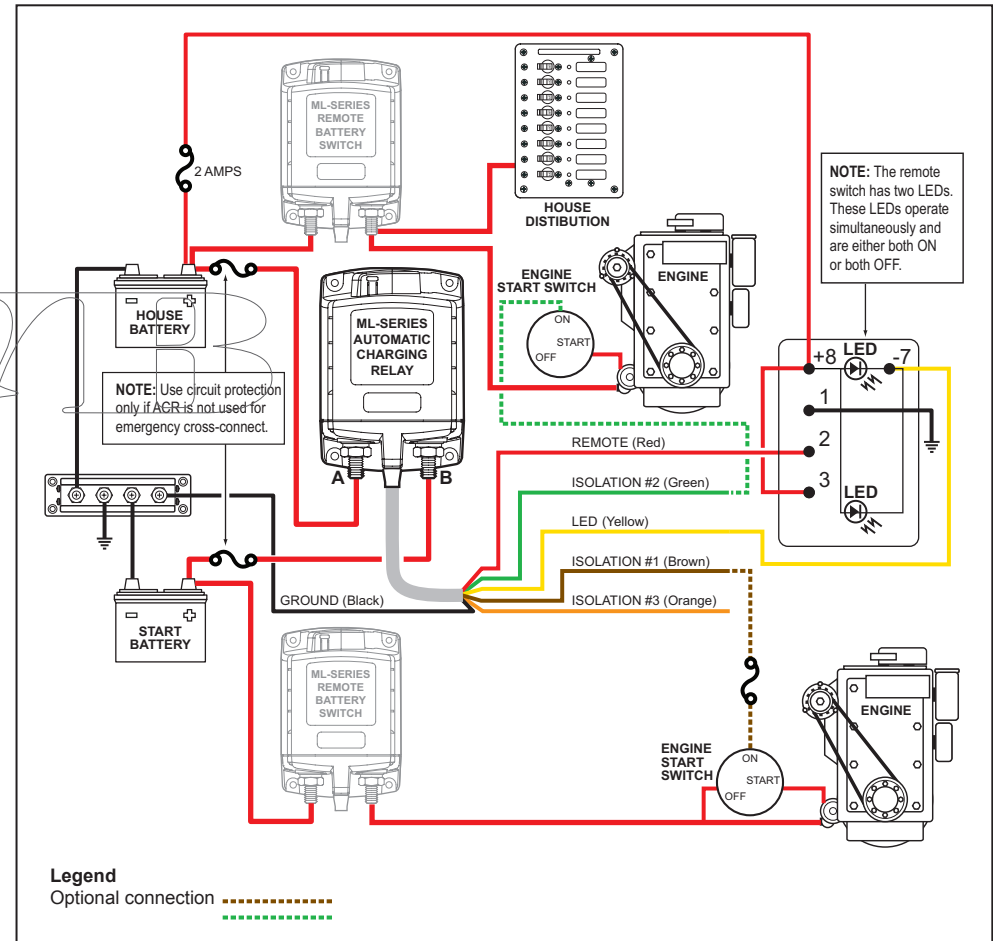 ML-SERIES
REMOTE
BATTERY
SWITCH
2 AMPS
HOUSE
DISTIBUTION
NOTE: The remote
switch has two LEDs.
These LEDs operate
simultaneously and
are either both ON
or both OFF.
ENGINE
START SWITCH
ON
START
OFF
ENGINE
HOUSE
BATTERY
ML-SERIES
AUTOMATIC
CHARGING
RELAY
NOTE: Use circuit protection
only if ACR is not used for
emergency cross-connect.
A
B
+8
LED
-7
1
2
3
LED
REMOTE (Red)
ISOLATION #2 (Green)
LED (Yellow)
ISOLATION #1 (Brown)
ISOLATION #3 (Orange)
GROUND (Black)
START
BATTERY
ML-SERIES
REMOTE
BATTERY
SWITCH
ENGINE
START
SWITCH
ON
START
OFF
ENGINE
Legend
Optional connection